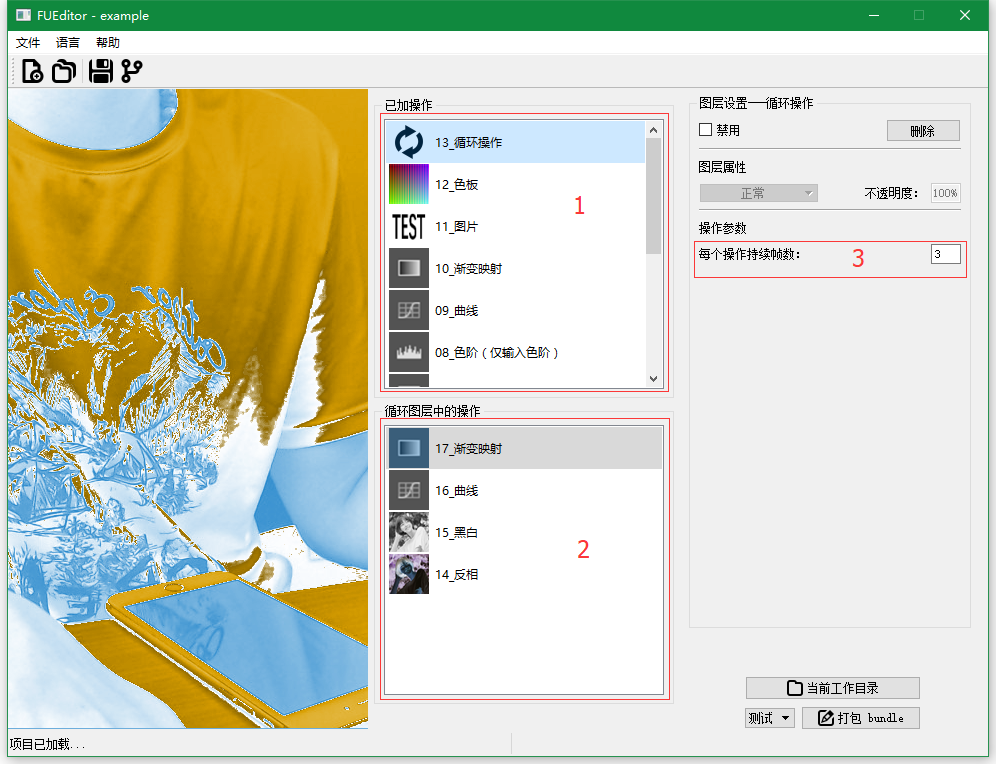 FUEditor - example
文件 语言 帮助
已加操作
13_循环操作
12_色板
TEST 11_图片
10_渐变映射
09_曲线
08_色阶（仅输入色阶）
1
循环图层中的操作
17_渐变映射
16_曲线
15_黑白
14_反相
2
图层设置——循环操作
禁用 删除
图层属性
正常 不透明度： 100%
操作参数
每个操作持续帧数： 3 3
当前工作目录
测试 打包 bundle
项目已加载...